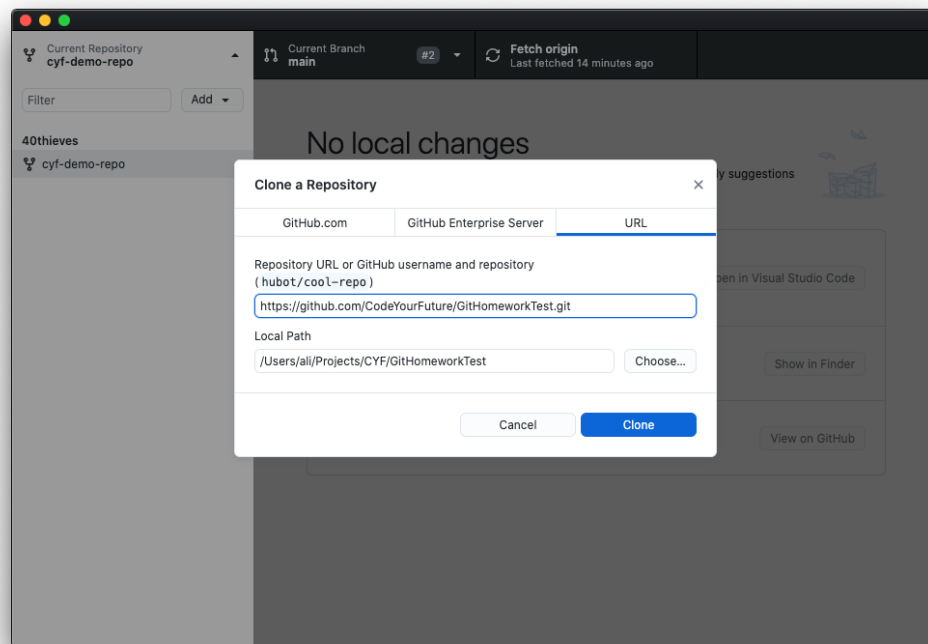 Current Repository
cyf-demo-repo
Current Branch
main
#2
Fetch origin
Last fetched 14 minutes ago
Filter
Add
40thieves
cyf-demo-repo
No local changes
suggestions
Clone a Repository
GitHub.com
GitHub Enterprise Server
URL
Repository URL or GitHub username and repository
(hubot/cool-repo)
https://github.com/CodeYourFuture/GitHomeworkTest.git
Local Path
/Users/ali/Projects/CYF/GitHomeworkTest
Choose...
Cancel
Clone
in Visual Studio Code
Show in Finder
View on GitHub